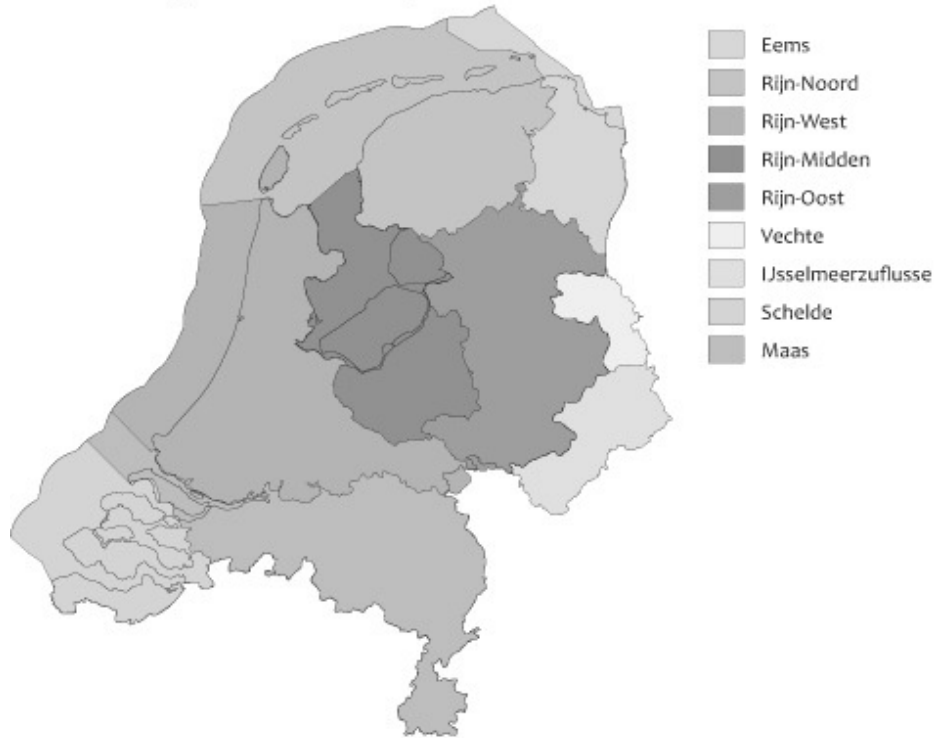 Eems
Rijn-Noord
Rijn-West
Rijn-Midden
Rijn-Oost
Vechte
IJsselmeerzuflusse
Schelde
Maas